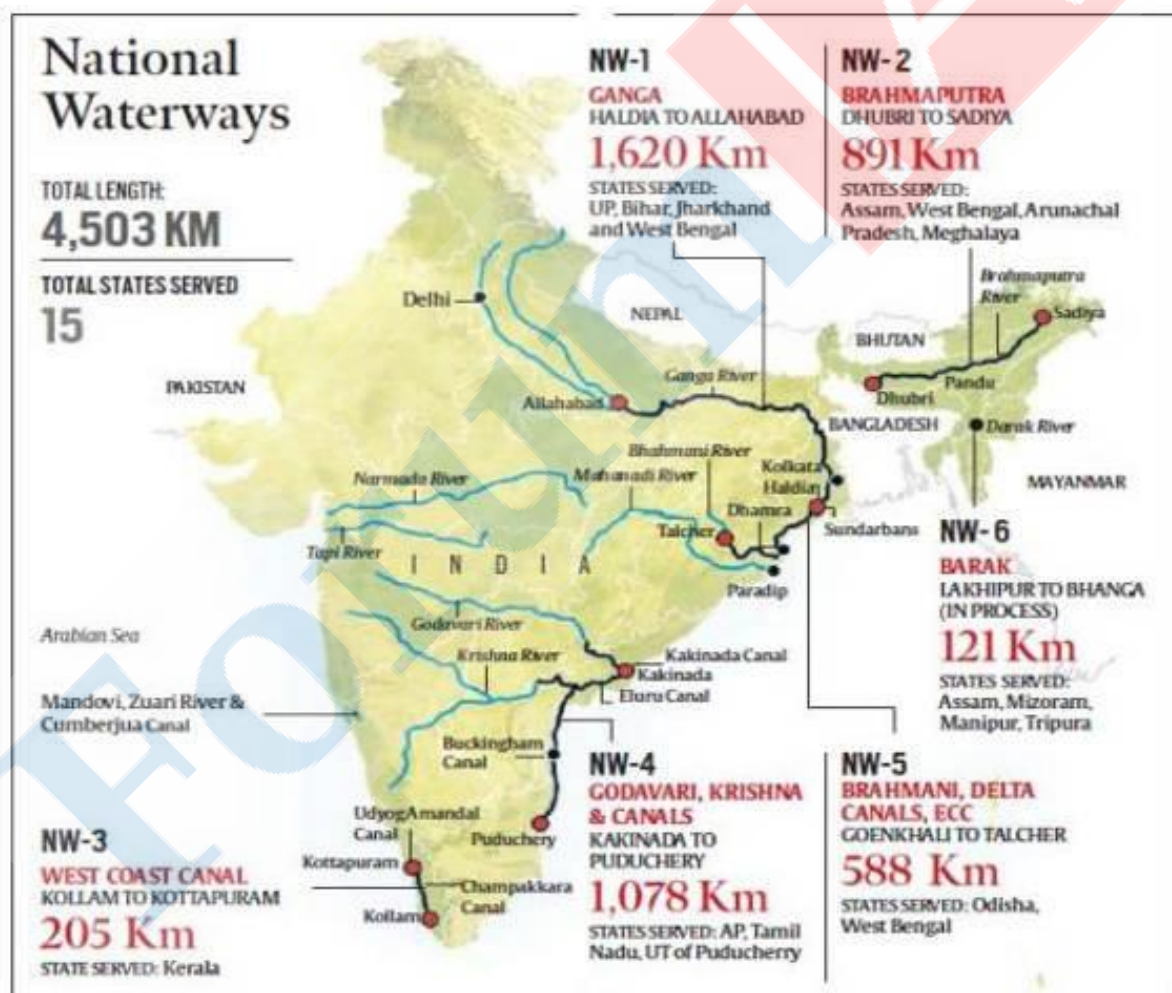 National
Waterways
TOTAL LENGTH:
4,503 KM
TOTAL STATES SERVED
15
NW-1
GANGA
HALDIA TO ALLAHABAD
1,620 Km
STATES SERVED:
UP, Bihar, Jharkhand
and West Bengal
NW-2
BRAHMAPUTRA
DHUBRI TO SADIYA
891 Km
STATES SERVED:
Assam, West Bengal, Arunachal
Pradesh, Meghalaya
Brahmaputra
River
Sadiya
Delhi
NEPAL
BHUTAN
PAKISTAN
Ganga River
Pandu
Allahabad
Dhubri
BANGLADESH
Darak River
Bhahmani River
Narmada River
Mahanadi River
Kolkata
Haldia
MAYANMAR
Dhamra
Talcher
Sundarbans
Tapi River
INDIA
Paradip
NW-6
BARAK
LAKHIPUR TO BHANGA
(IN PROCESS)
121 Km
STATES SERVED:
Assam, Mizoram,
Manipur, Tripura
Godavari River
Arabian Sea
Krishna River
Kakinada Canal
Kakinada
Eluru Canal
Mandovi, Zuari River &
Cumberjua Canal
Buckingham
Canal
NW-4
GODAVARI, KRISHNA
& CANALS
KAKINADA TO
PUDUCHERY
1,078 Km
STATES SERVED: AP, Tamil
Nadu, UT of Puducherry
NW-5
BRAHMANI, DELTA
CANALS, ECC
GOENKHALI TO TALCHER
588 Km
STATES SERVED: Odisha,
West Bengal
UdyogAmandal
Canal
Puduchery
Kottapuram
Champakkara
Canal
Kollam
NW-3
WEST COAST CANAL
KOLLAM TO KOTTAPURAM
205 Km
STATE SERVED: Kerala
ForumIA